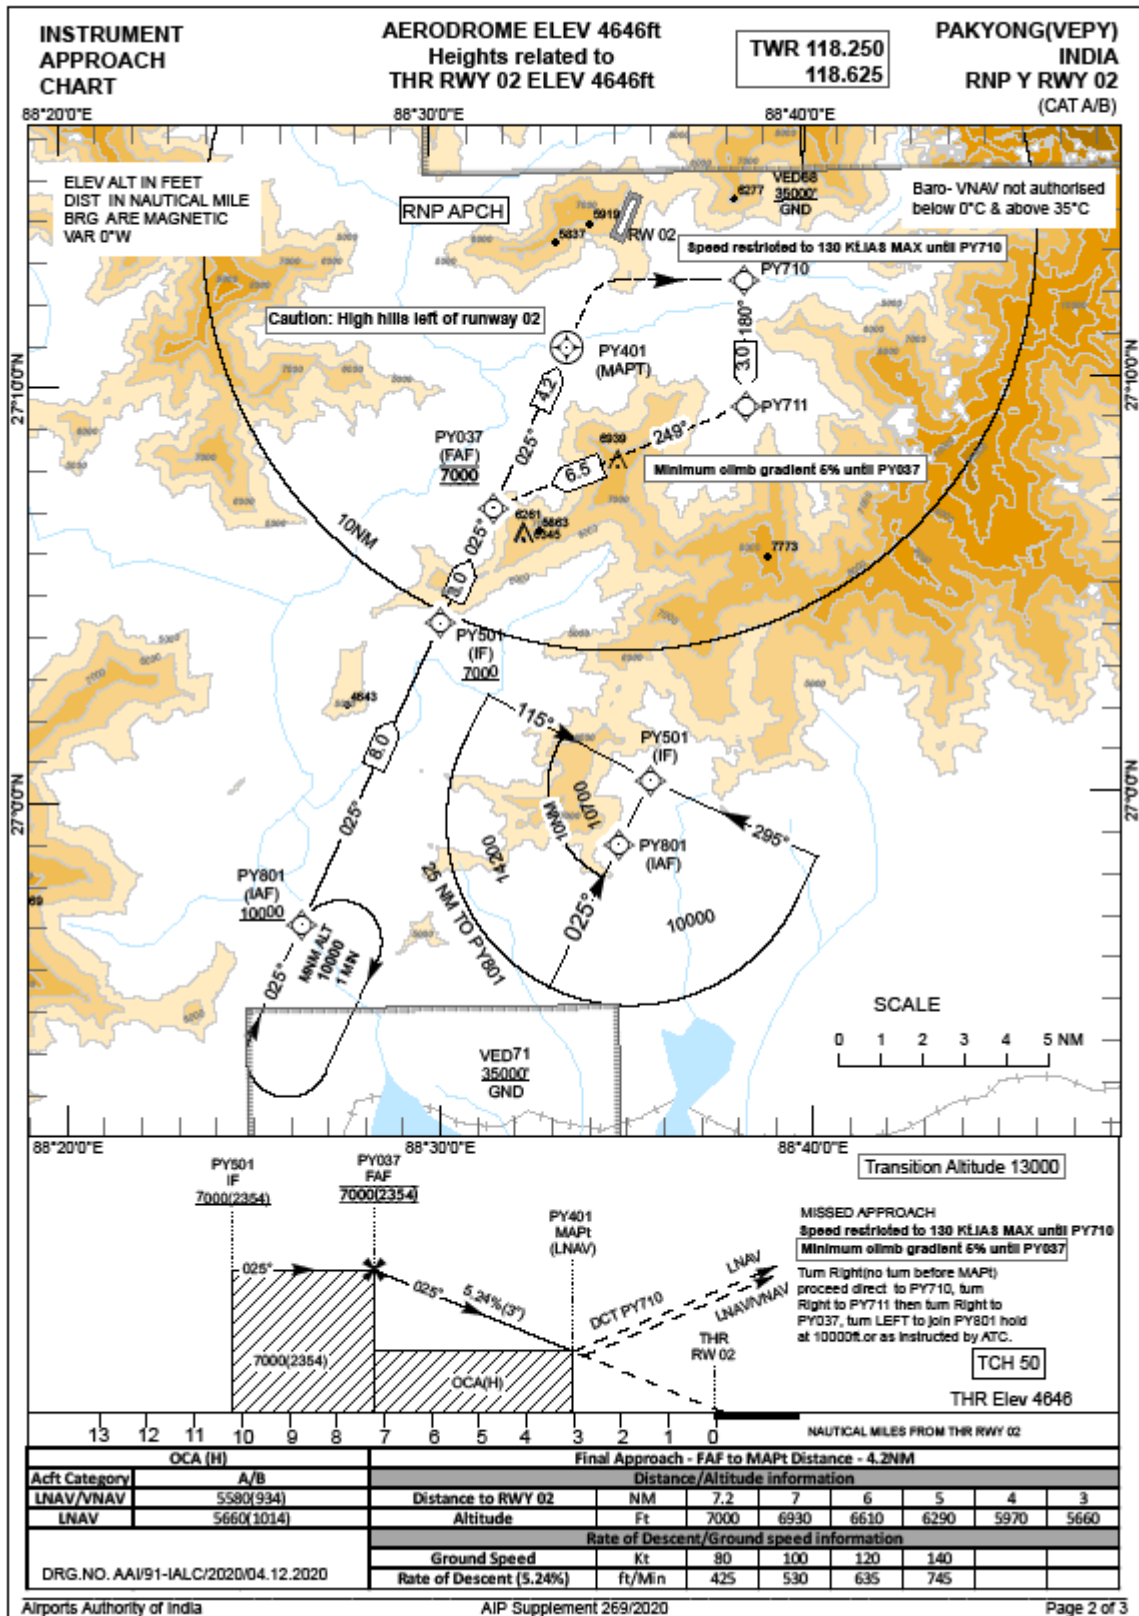 INSTRUMENT
APPROACH
CHART
AERODROME ELEV 4646ft
Heights related to
THR RWY 02 ELEV 4646ft
TWR 118.250
118.625
PAKYONG(VEPY)
INDIA
RNP Y RWY 02
(CAT A/B)
88°20'0"E
88°30'0"E
88°40'0"E
ELEV ALT IN FEET
DIST IN NAUTICAL MILE
BRG ARE MAGNETIC
VAR 0°W
RNP APCH
5919
5837
RW 02
VED68
35000'
GND
6277
Baro- VNAV not authorised
below 0°C & above 35°C
Speed restricted to 130 Kt.IAS MAX until PY710
PY710
Caution: High hills left of runway 02
PY401
(MAPT)
180°
3.0
4.2
025°
27°10'0"N
27°10'0"N
PY711
PY037
(FAF)
7000
6939
249°
6.5
Minimum climb gradient 5% until PY037
6261
5663
10NM
025°
7773
PY501
(IF)
7000
4643
8.0
025°
115°
PY501
(IF)
10700
10NM
14200
295°
PY801
(IAF)
27°0'0"N
27°0'0"N
25 NM TO PY801
025°
10000
PY801
(IAF)
10000
MNM ALT
10000
1 MIN
025°
SCALE
0 1 2 3 4 5 NM
VED71
35000'
GND
88°20'0"E
88°30'0"E
88°40'0"E
PY501
IF
7000(2354)
PY037
FAF
7000(2354)
PY401
MAPt
(LNAV)
Transition Altitude 13000
025°
025°
5.24%(3°)
7000(2354)
OCA(H)
DCT PY710
LNAV
LNAV/VNAV
THR
RW 02
MISSED APPROACH
Speed restricted to 130 Kt.IAS MAX until PY710
Minimum climb gradient 5% until PY037
Turn Right(no turn before MAPt)
proceed direct to PY710, turn
Right to PY711 then turn Right to
PY037, turn LEFT to join PY801 hold
at 10000ft.or as instructed by ATC.
TCH 50
THR Elev 4646
13 12 11 10 9 8 7 6 5 4 3 2 1 0
NAUTICAL MILES FROM THR RWY 02
OCA (H)
Acft Category A/B
LNAV/VNAV 5580(934)
LNAV 5660(1014)
Final Approach - FAF to MAPt Distance - 4.2NM
Distance/Altitude information
Distance to RWY 02 NM 7.2 7 6 5 4 3
Altitude Ft 7000 6930 6610 6290 5970 5660
Rate of Descent/Ground speed information
Ground Speed Kt 80 100 120 140
Rate of Descent (5.24%) ft/Min 425 530 635 745
DRG.NO. AAI/91-IALC/2020/04.12.2020
Airports Authority of India
AIP Supplement 269/2020
Page 2 of 3